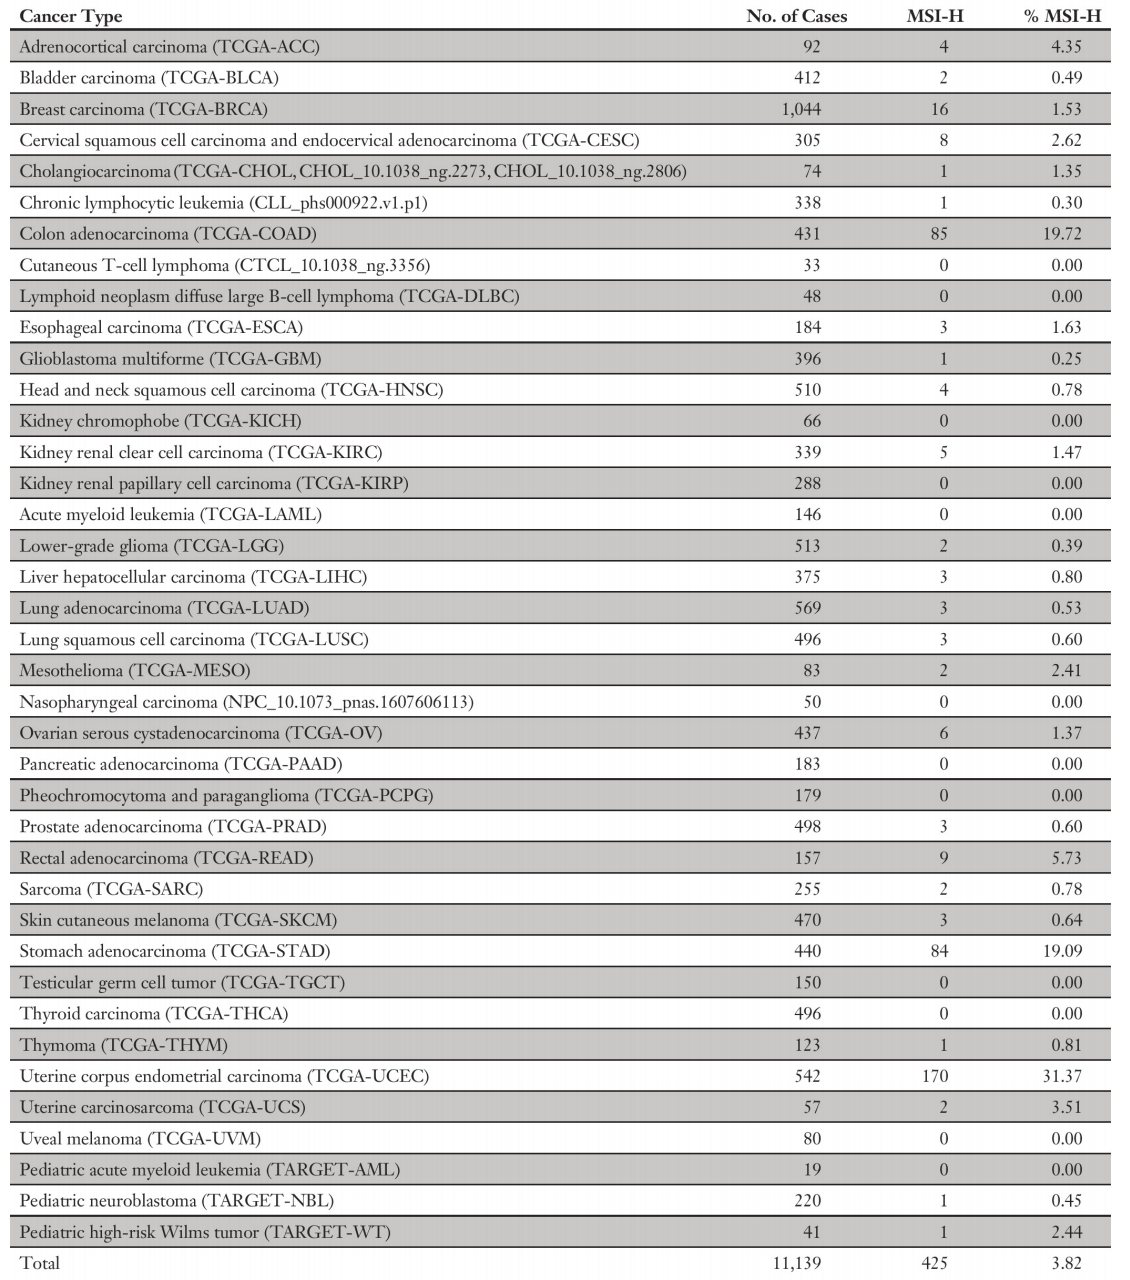 Cancer Type No. of Cases MSI-H % MSI-H
Adrenocortical carcinoma (TCGA-ACC) 92 4 4.35
Bladder carcinoma (TCGA-BLCA) 412 2 0.49
Breast carcinoma (TCGA-BRCA) 1,044 16 1.53
Cervical squamous cell carcinoma and endocervical adenocarcinoma (TCGA-CESC) 305 8 2.62
Cholangiocarcinoma (TCGA-CHOL, CHOL_10.1038_ng.2273, CHOL_10.1038_ng.2806) 74 1 1.35
Chronic lymphocytic leukemia (CLL_phs000922.v1.p1) 338 1 0.30
Colon adenocarcinoma (TCGA-COAD) 431 85 19.72
Cutaneous T-cell lymphoma (CTCL_10.1038_ng.3356) 33 0 0.00
Lymphoid neoplasm diffuse large B-cell lymphoma (TCGA-DLBC) 48 0 0.00
Esophageal carcinoma (TCGA-ESCA) 184 3 1.63
Glioblastoma multiforme (TCGA-GBM) 396 1 0.25
Head and neck squamous cell carcinoma (TCGA-HNSC) 510 4 0.78
Kidney chromophobe (TCGA-KICH) 66 0 0.00
Kidney renal clear cell carcinoma (TCGA-KIRC) 339 5 1.47
Kidney renal papillary cell carcinoma (TCGA-KIRP) 288 0 0.00
Acute myeloid leukemia (TCGA-LAML) 146 0 0.00
Lower-grade glioma (TCGA-LGG) 513 2 0.39
Liver hepatocellular carcinoma (TCGA-LIHC) 375 3 0.80
Lung adenocarcinoma (TCGA-LUAD) 569 3 0.53
Lung squamous cell carcinoma (TCGA-LUSC) 496 3 0.60
Mesothelioma (TCGA-MESO) 83 2 2.41
Nasopharyngeal carcinoma (NPC_10.1073_pnas.1607606113) 50 0 0.00
Ovarian serous cystadenocarcinoma (TCGA-OV) 437 6 1.37
Pancreatic adenocarcinoma (TCGA-PAAD) 183 0 0.00
Pheochromocytoma and paraganglioma (TCGA-PCPG) 179 0 0.00
Prostate adenocarcinoma (TCGA-PRAD) 498 3 0.60
Rectal adenocarcinoma (TCGA-READ) 157 9 5.73
Sarcoma (TCGA-SARC) 255 2 0.78
Skin cutaneous melanoma (TCGA-SKCM) 470 3 0.64
Stomach adenocarcinoma (TCGA-STAD) 440 84 19.09
Testicular germ cell tumor (TCGA-TGCT) 150 0 0.00
Thyroid carcinoma (TCGA-THCA) 496 0 0.00
Thymoma (TCGA-THYM) 123 1 0.81
Uterine corpus endometrial carcinoma (TCGA-UCEC) 542 170 31.37
Uterine carcinosarcoma (TCGA-UCS) 57 2 3.51
Uveal melanoma (TCGA-UVM) 80 0 0.00
Pediatric acute myeloid leukemia (TARGET-AML) 19 0 0.00
Pediatric neuroblastoma (TARGET-NBL) 220 1 0.45
Pediatric high-risk Wilms tumor (TARGET-WT) 41 1 2.44
Total 11,139 425 3.82